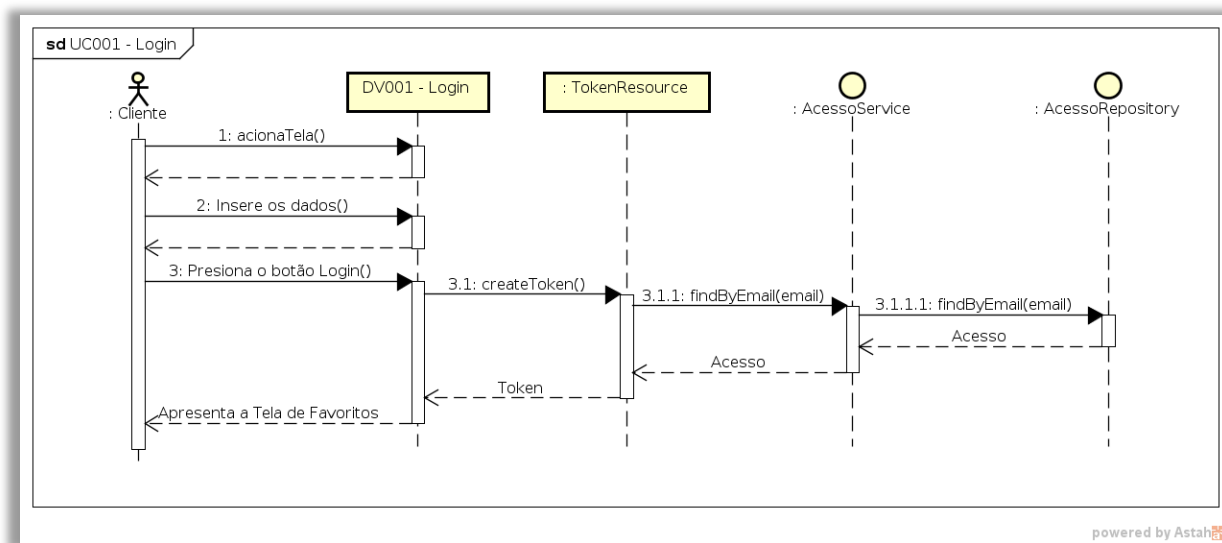 sd UC001 - Login
: Cliente
DV001 - Login
: TokenResource
: AcessoService
: AcessoRepository
1: acionaTela()
2: Insere os dados()
3: Presiona o botão Login()
3.1: createToken()
3.1.1: findByEmail(email)
3.1.1.1: findByEmail(email)
Acesso
Acesso
Token
Apresenta a Tela de Favoritos
powered by Astah